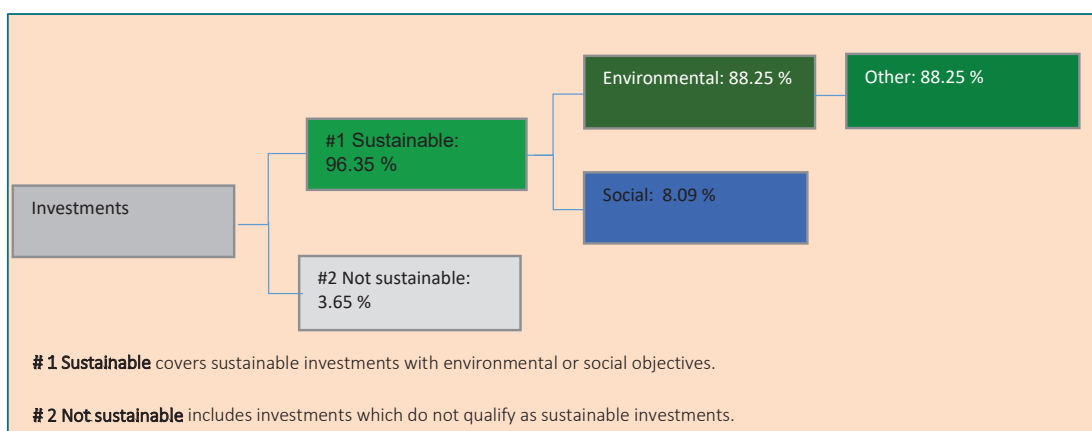 Environmental: 88.25 %
Other: 88.25 %
#1 Sustainable:
96.35 %
Investments
Social:  8.09 %
#2 Not sustainable:
3.65 %
# 1 Sustainable covers sustainable investments with environmental or social objectives.
# 2 Not sustainable includes investments which do not qualify as sustainable investments.